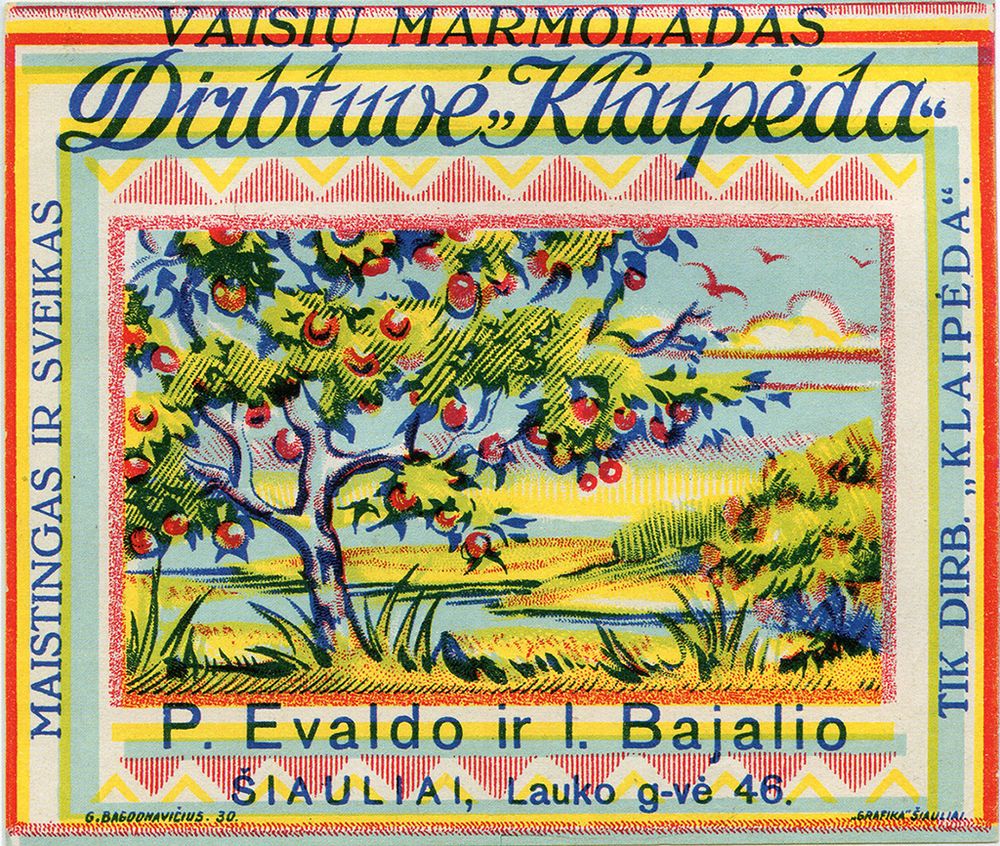 VAISIŲ MARMOLADAS
Dirbtuvė „Klaipėda“
MAISTINGAS IR SVEIKAS
TIK DIRB. „KLAIPĖDA“.
P. Evaldo ir I. Bajalio
ŠIAULIAI, Lauko g-vė 46.
G. BAGDONAVIČIUS. 30.
„GRAFIKA“ ŠIAULIAI.